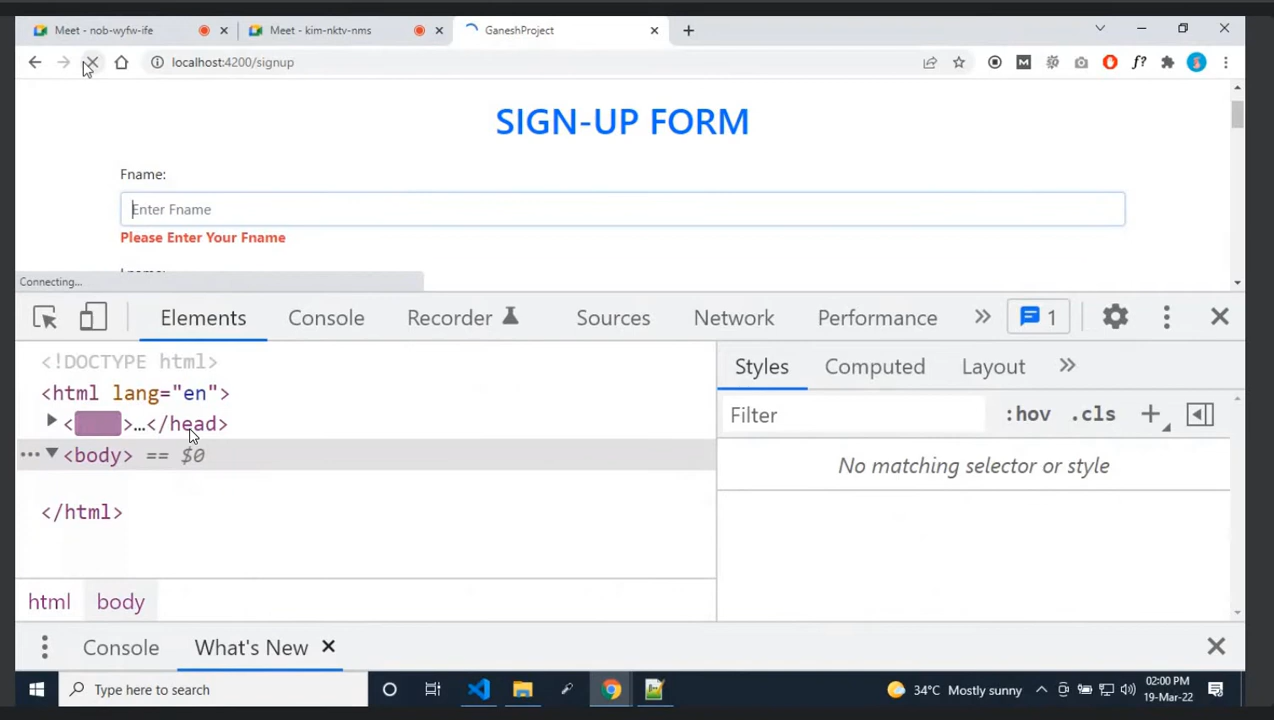 Meet - nob-wyfw-ife
Meet - kim-nktv-nms
GaneshProject
localhost:4200/signup
SIGN-UP FORM
Fname:
Enter Fname
Please Enter Your Fname
Connecting...
Elements
Console
Recorder
Sources
Network
Performance
1
<!DOCTYPE html>
<html lang="en">
<…</head>
<body> == $0
</html>
html
body
Styles
Computed
Layout
Filter
:hov
.cls
No matching selector or style
Console
What's New
Type here to search
34°C Mostly sunny
02:00 PM
19-Mar-22